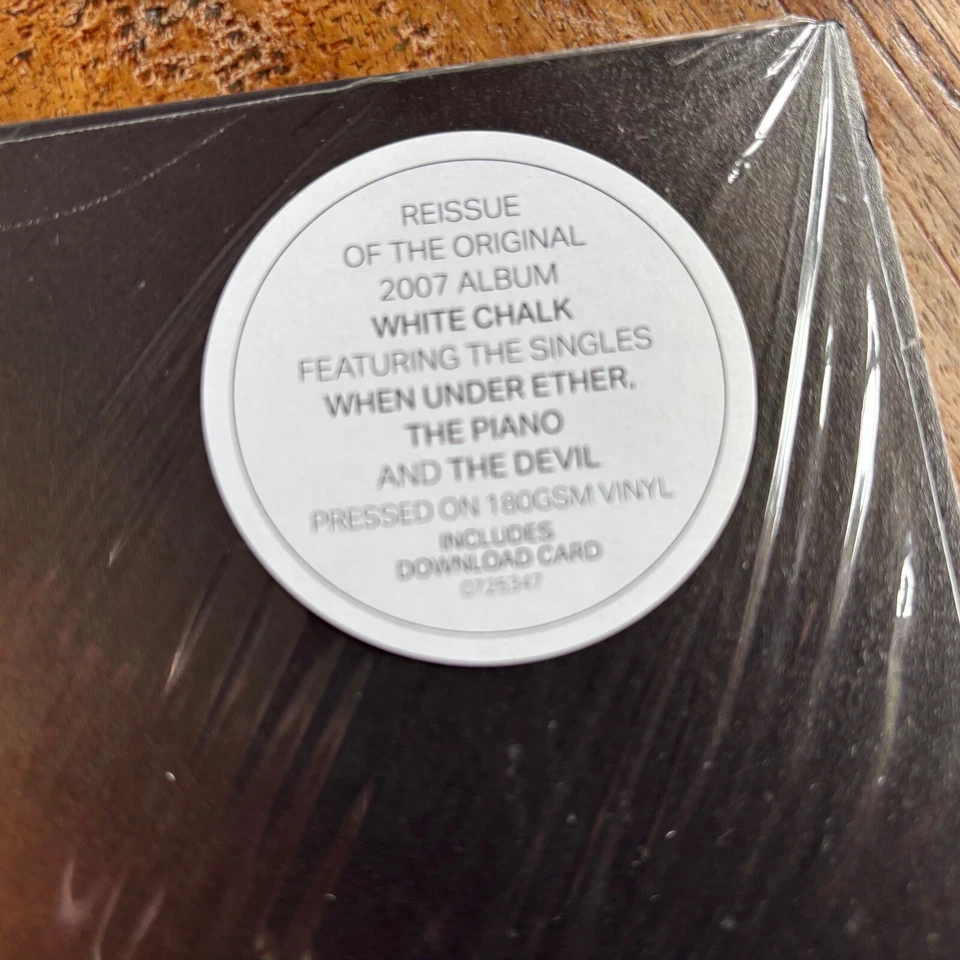 REISSUE
OF THE ORIGINAL
2007 ALBUM
WHITE CHALK
FEATURING THE SINGLES
WHEN UNDER ETHER,
THE PIANO
AND THE DEVIL
PRESSED ON 180GSM VINYL
INCLUDES
DOWNLOAD CARD
0725347